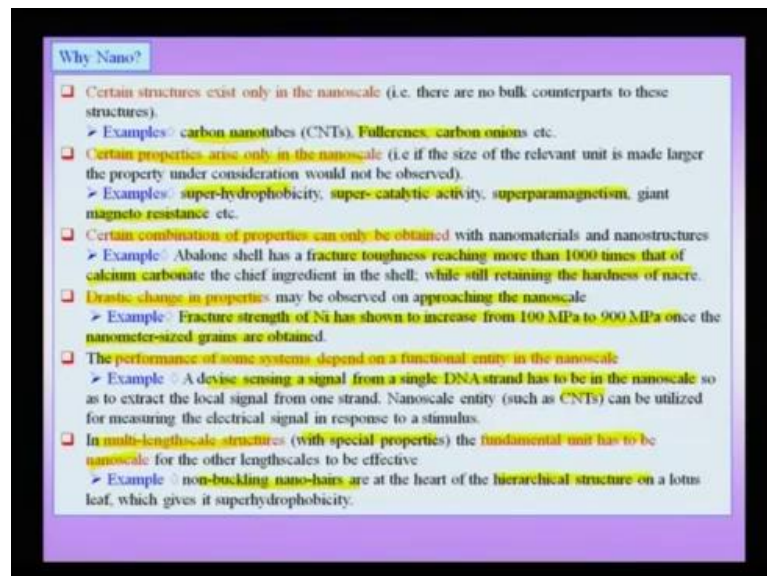 Why Nano?
❑ Certain structures exist only in the nanoscale (i.e. there are no bulk counterparts to these
structures).
➢ Examples carbon nanotubes (CNTs), Fullerenes, carbon onions etc.
❑ Certain properties arise only in the nanoscale (i.e if the size of the relevant unit is made larger
the property under consideration would not be observed).
➢ Examples super-hydrophobicity, super- catalytic activity, superparamagnetism, giant
magneto resistance etc.
❑ Certain combination of properties can only be obtained with nanomaterials and nanostructures
➢ Example Abalone shell has a fracture toughness reaching more than 1000 times that of
calcium carbonate the chief ingredient in the shell; while still retaining the hardness of nacre.
❑ Drastic change in properties may be observed on approaching the nanoscale
➢ Example Fracture strength of Ni has shown to increase from 100 MPa to 900 MPa once the
nanometer-sized grains are obtained.
❑ The performance of some systems depend on a functional entity in the nanoscale
➢ Example A devise sensing a signal from a single DNA strand has to be in the nanoscale so
as to extract the local signal from one strand. Nanoscale entity (such as CNTs) can be utilized
for measuring the electrical signal in response to a stimulus.
❑ In multi-lengthscale structures (with special properties) the fundamental unit has to be
nanoscale for the other lengthscales to be effective
➢ Example non-buckling nano-hairs are at the heart of the hierarchical structure on a lotus
leaf, which gives it superhydrophobicity.